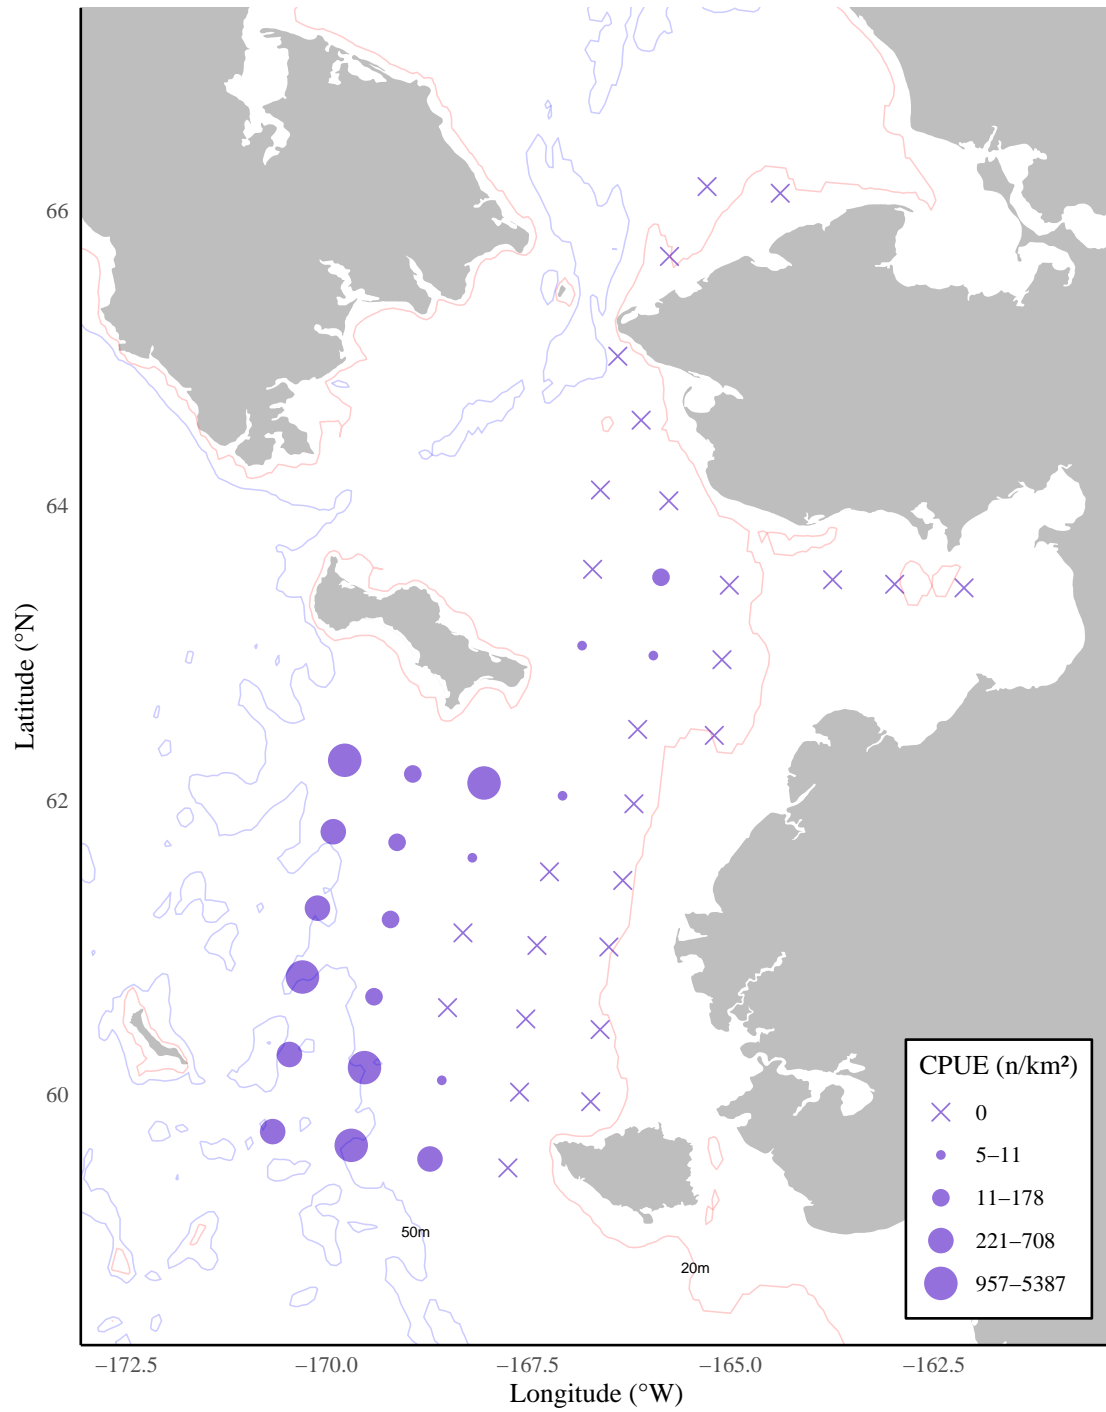 66
64
62
60
Latitude (°N)
50m
20m
CPUE (n/km²)
0
5–11
11–178
221–708
957–5387
−172.5
−170.0
−167.5
−165.0
−162.5
Longitude (°W)